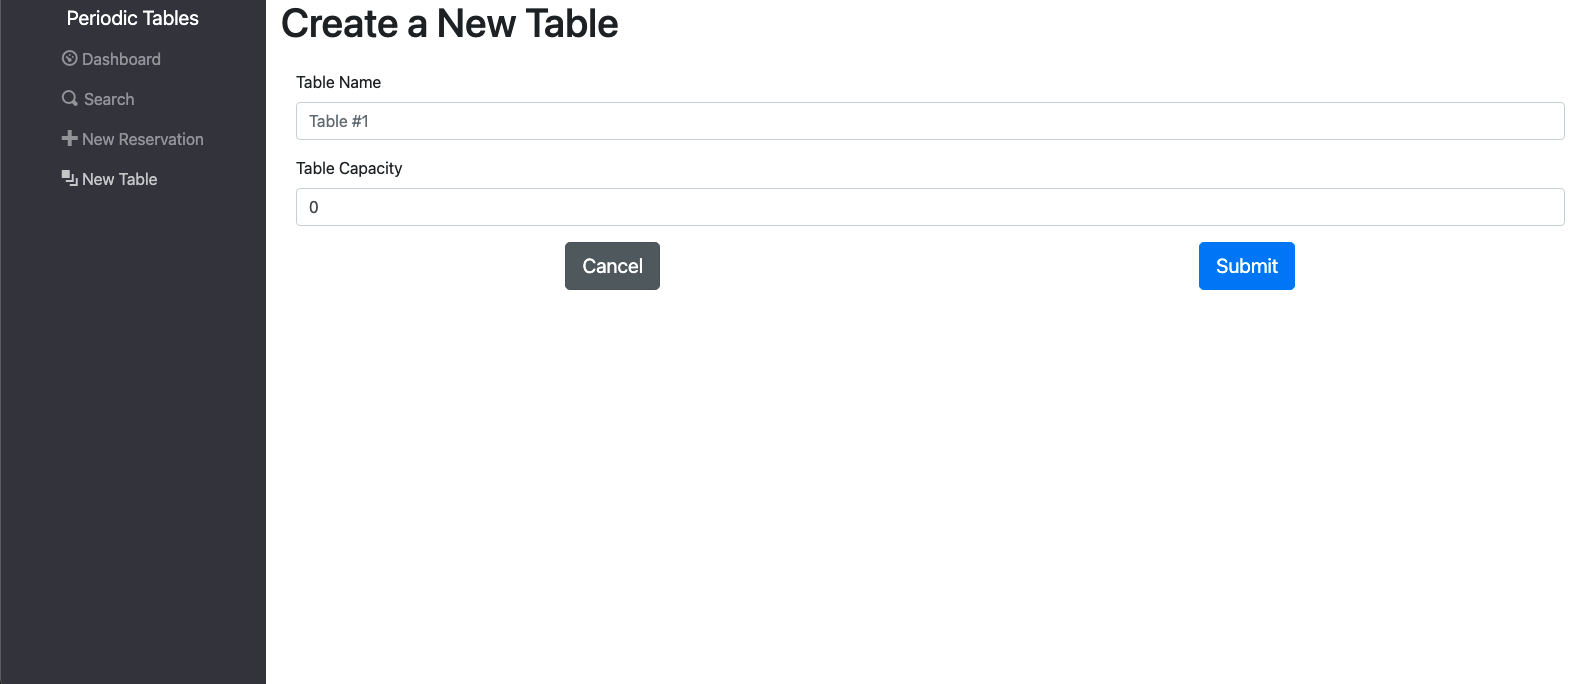 Periodic Tables
Dashboard
Search
New Reservation
New Table
Create a New Table
Table Name
Table #1
Table Capacity
0
Cancel
Submit